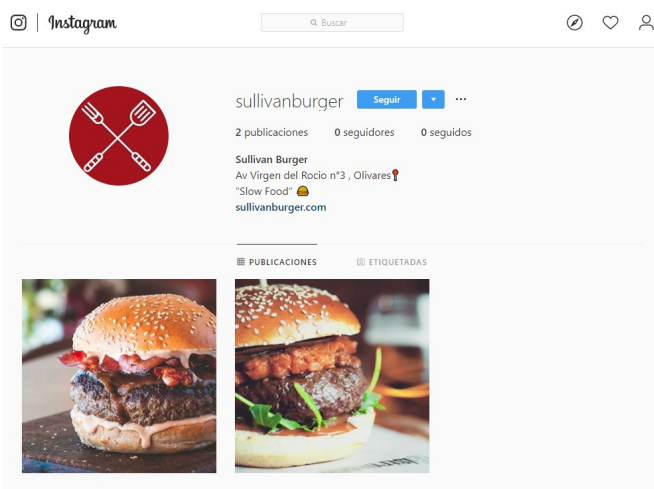 Instagram
Buscar
sullivanburger Seguir
2 publicaciones 0 seguidores 0 seguidos
Sullivan Burger
Av Virgen del Rocio n°3 , Olivares
"Slow Food"
sullivanburger.com
PUBLICACIONES ETIQUETADAS